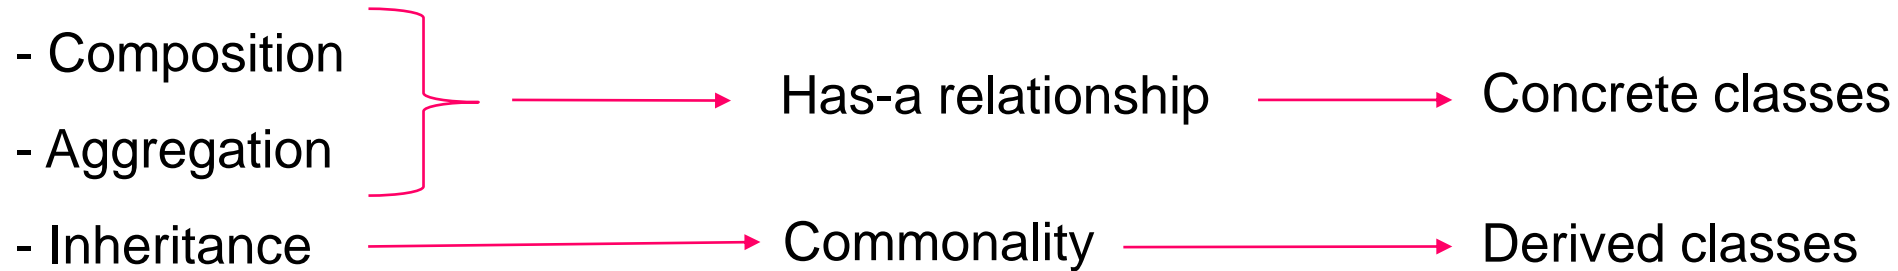 - Composition
- Aggregation
Has-a relationship
Concrete classes
- Inheritance
Commonality
Derived classes